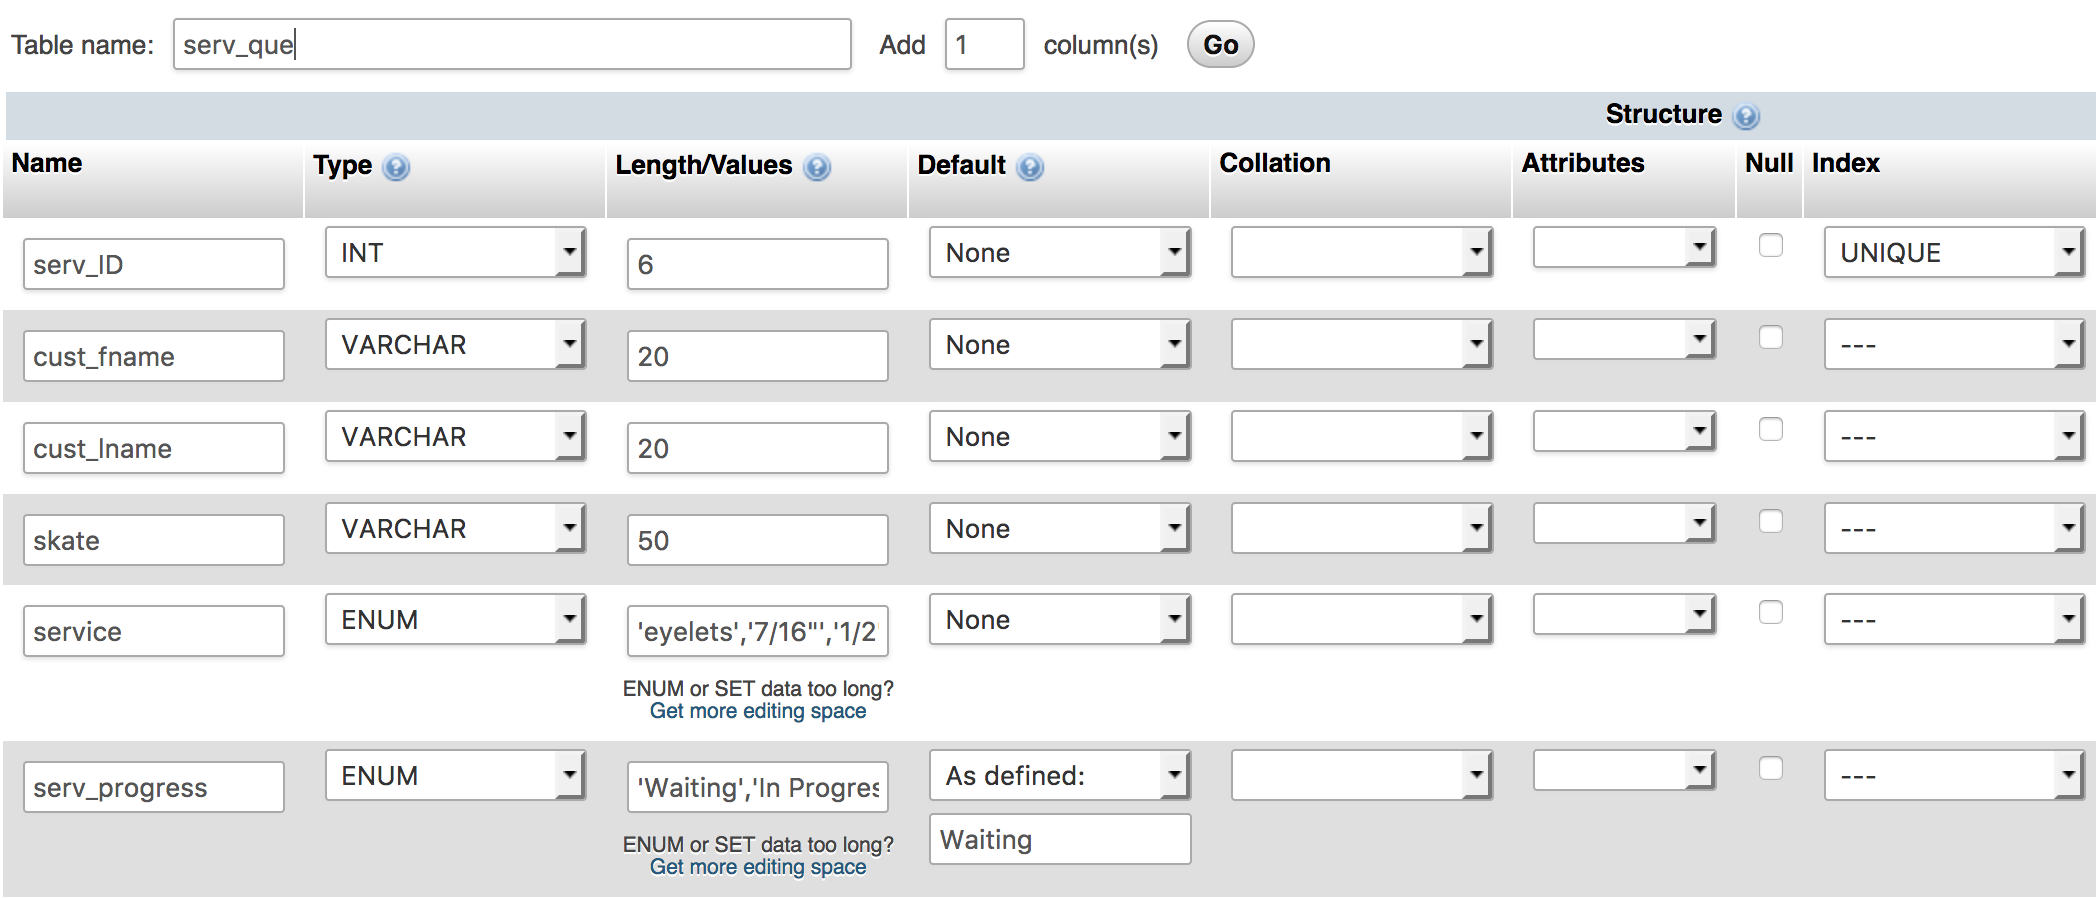 Table name: serv_que Add 1 column(s) Go
Structure
Name Type Length/Values Default Collation Attributes Null Index
serv_ID INT 6 None UNIQUE
cust_fname VARCHAR 20 None ---
cust_lname VARCHAR 20 None ---
skate VARCHAR 50 None ---
service ENUM 'eyelets','7/16"','1/2' None ---
ENUM or SET data too long?
Get more editing space
serv_progress ENUM 'Waiting','In Progres As defined: ---
Waiting
ENUM or SET data too long?
Get more editing space